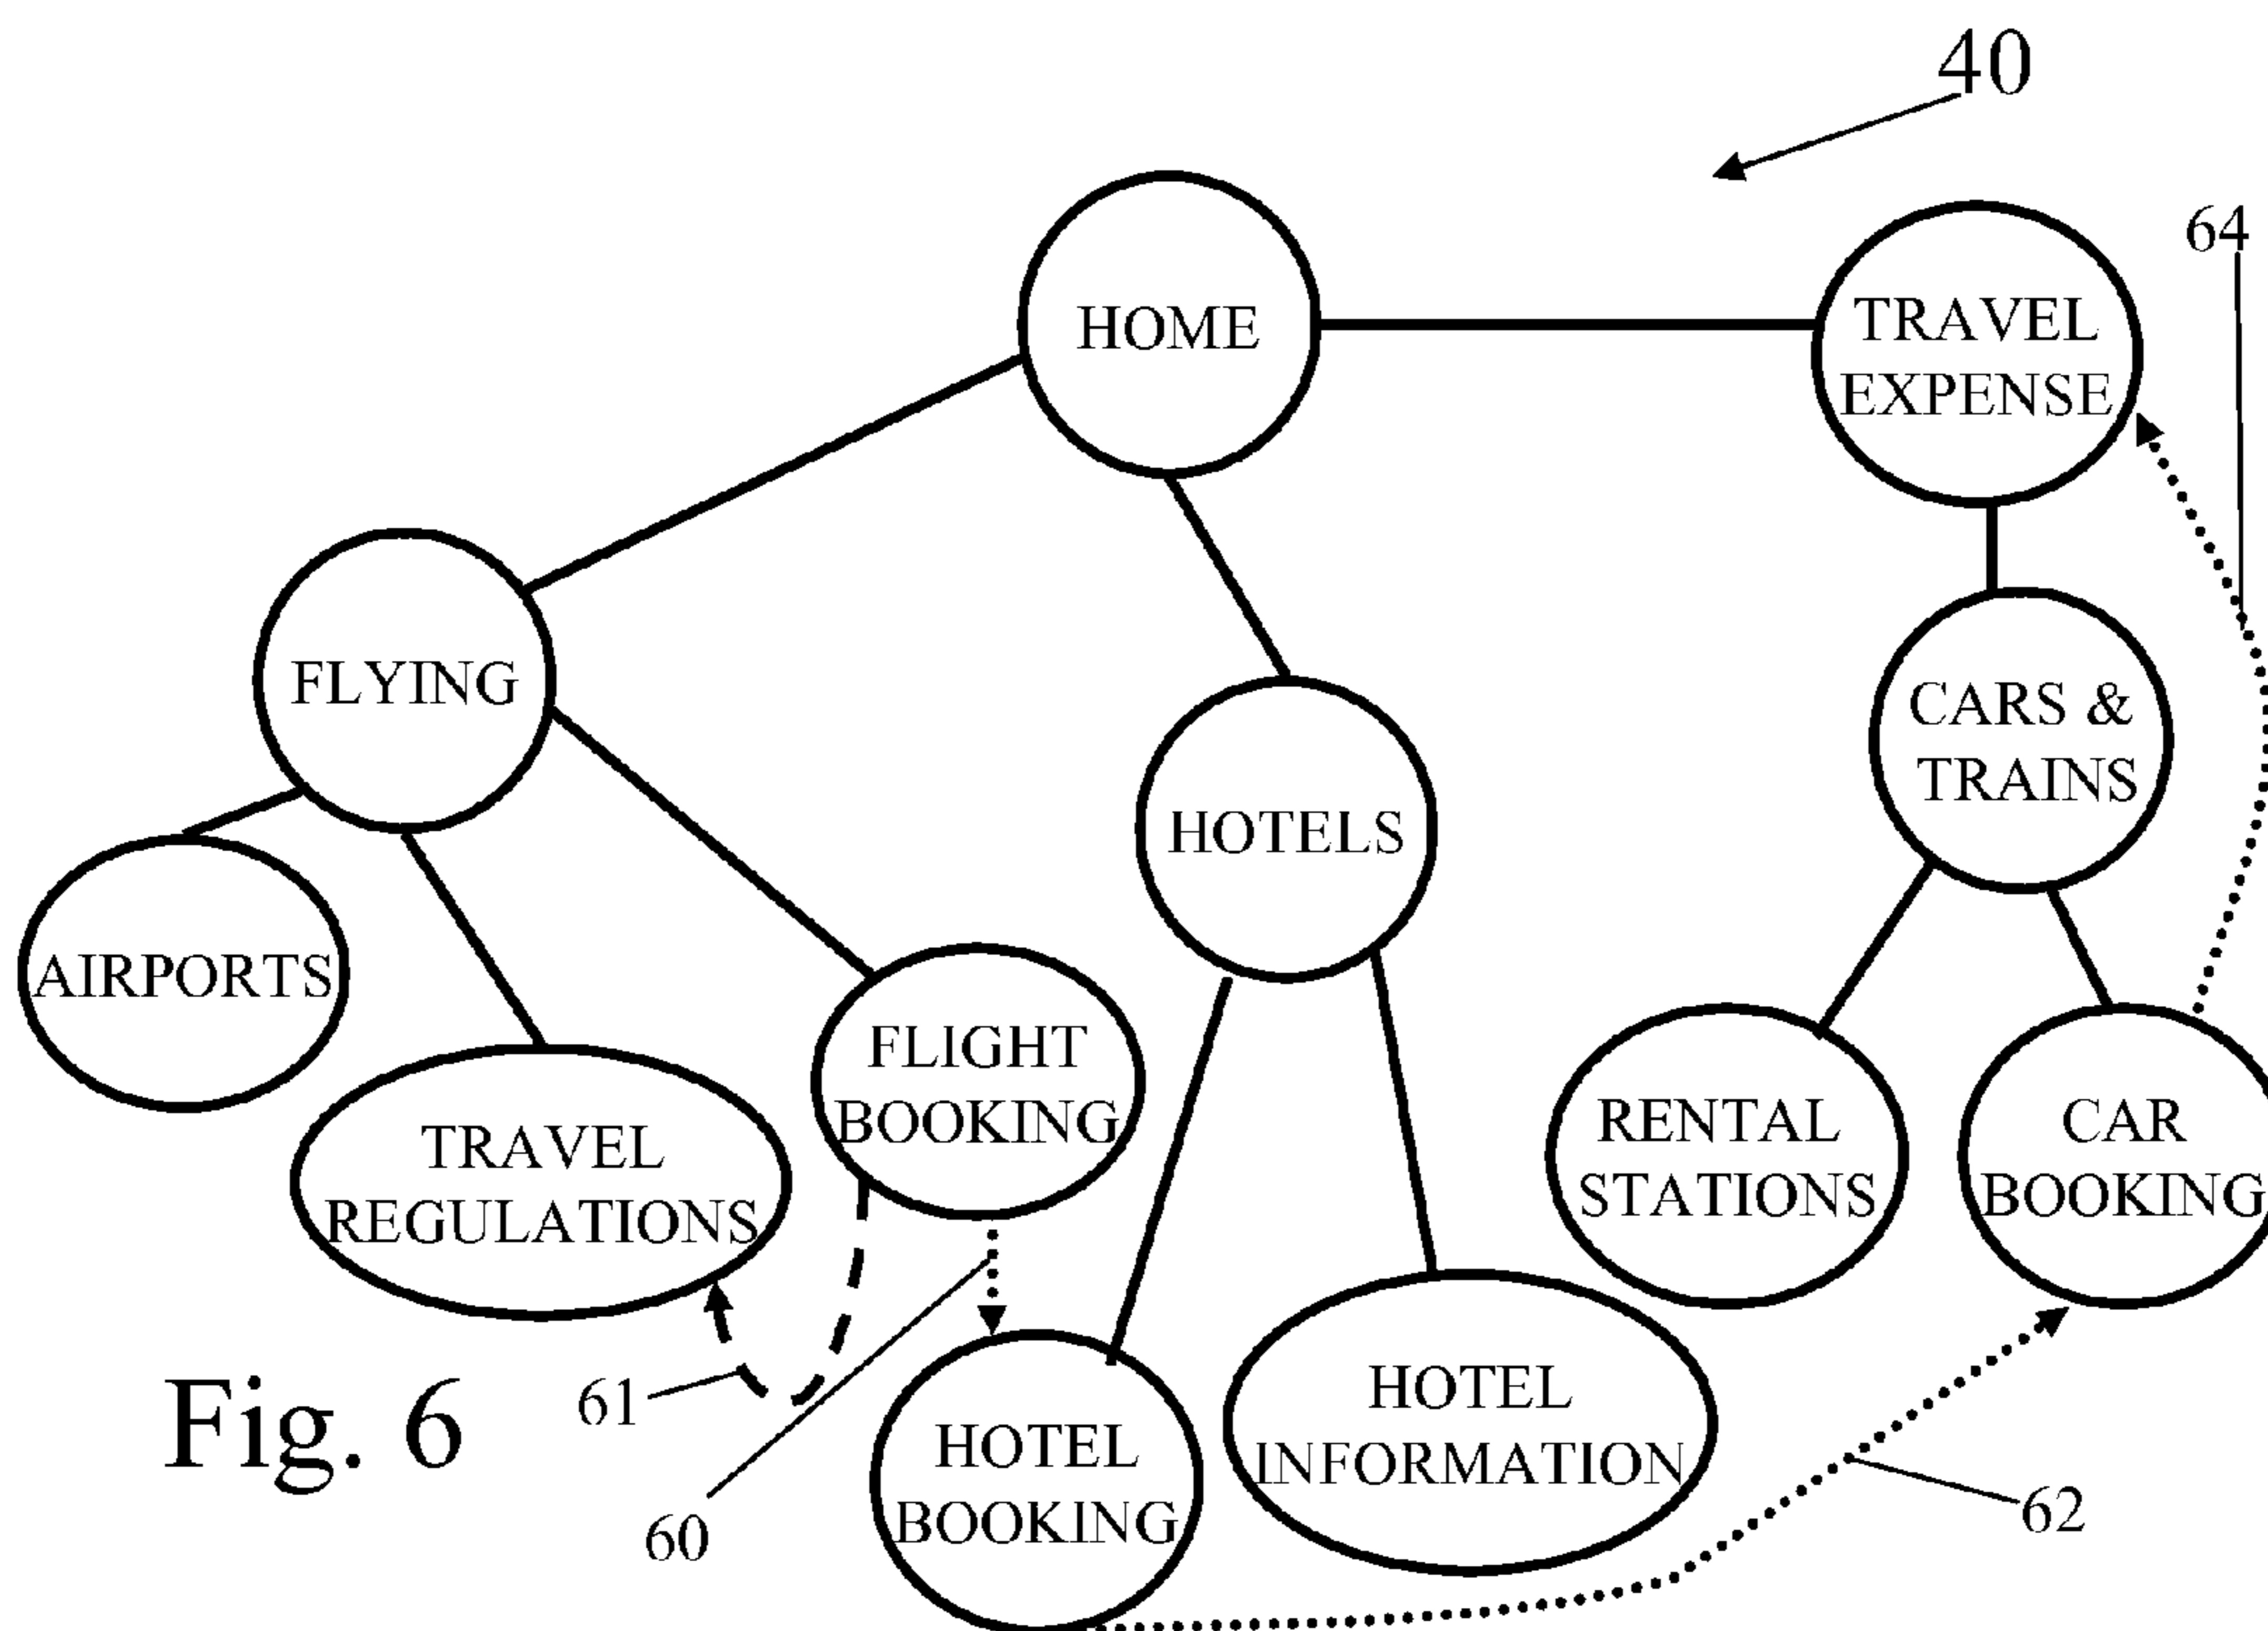 40
64
HOME
TRAVEL
EXPENSE
FLYING
CARS &
TRAINS
HOTELS
AIRPORTS
FLIGHT
BOOKING
TRAVEL
REGULATIONS
RENTAL
STATIONS
CAR
BOOKING
HOTEL
INFORMATION
HOTEL
BOOKING
61
60
62
Fig. 6